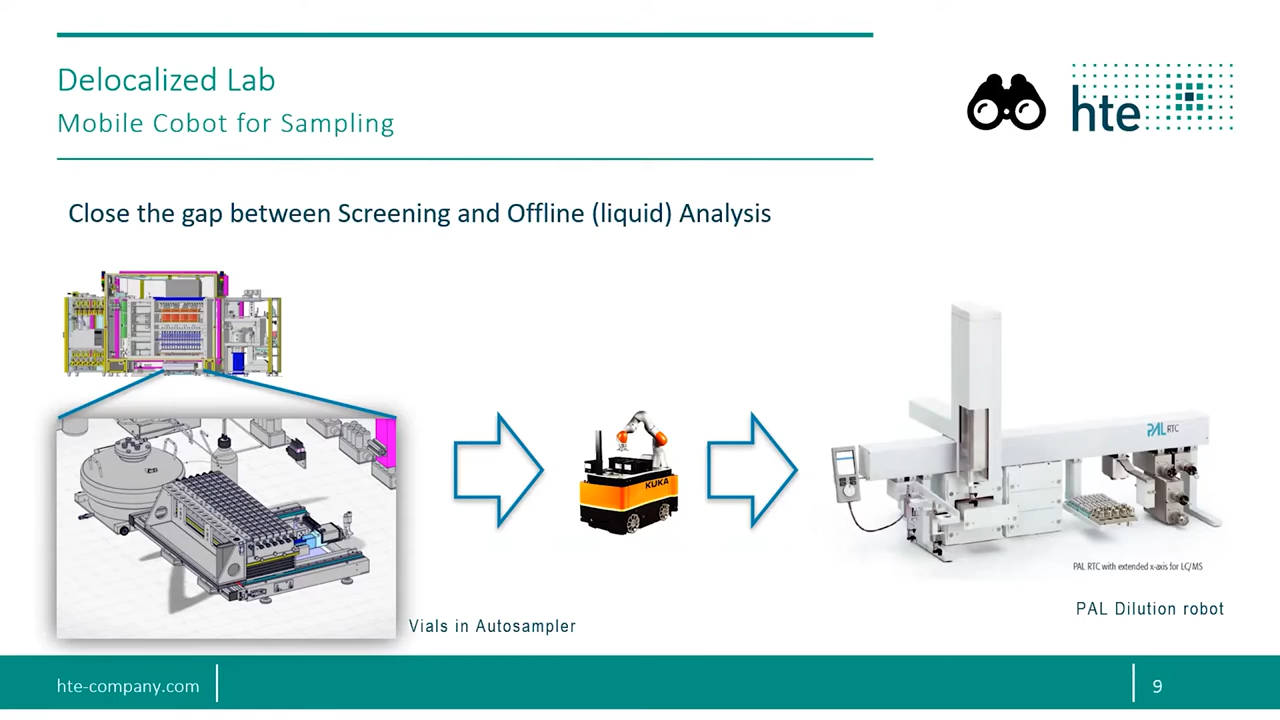 Delocalized Lab
Mobile Cobot for Sampling
hte
Close the gap between Screening and Offline (liquid) Analysis
KUKA
PAL RTC
PAL RTC with extended x-axis for LC/MS
Vials in Autosampler
PAL Dilution robot
hte-company.com
9